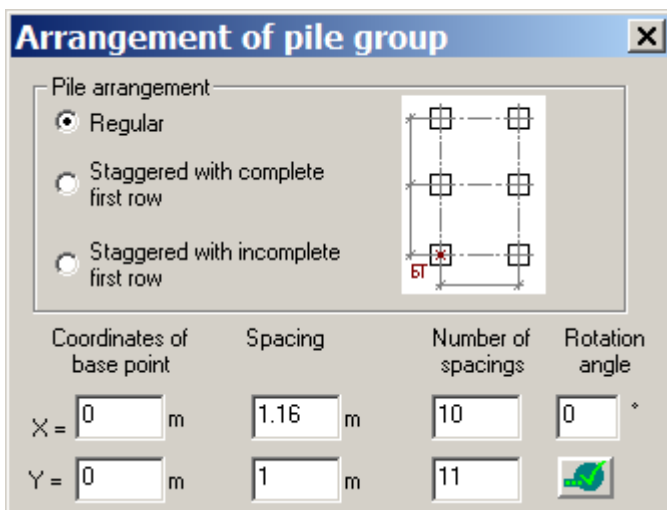 Arrangement of pile group
Pile arrangement
Regular
Staggered with complete
first row
Staggered with incomplete
first row
БТ
Coordinates of
base point
Spacing
Number of
spacings
Rotation
angle
X = 0 m 1.16 m 10 0 °
Y = 0 m 1 m 11